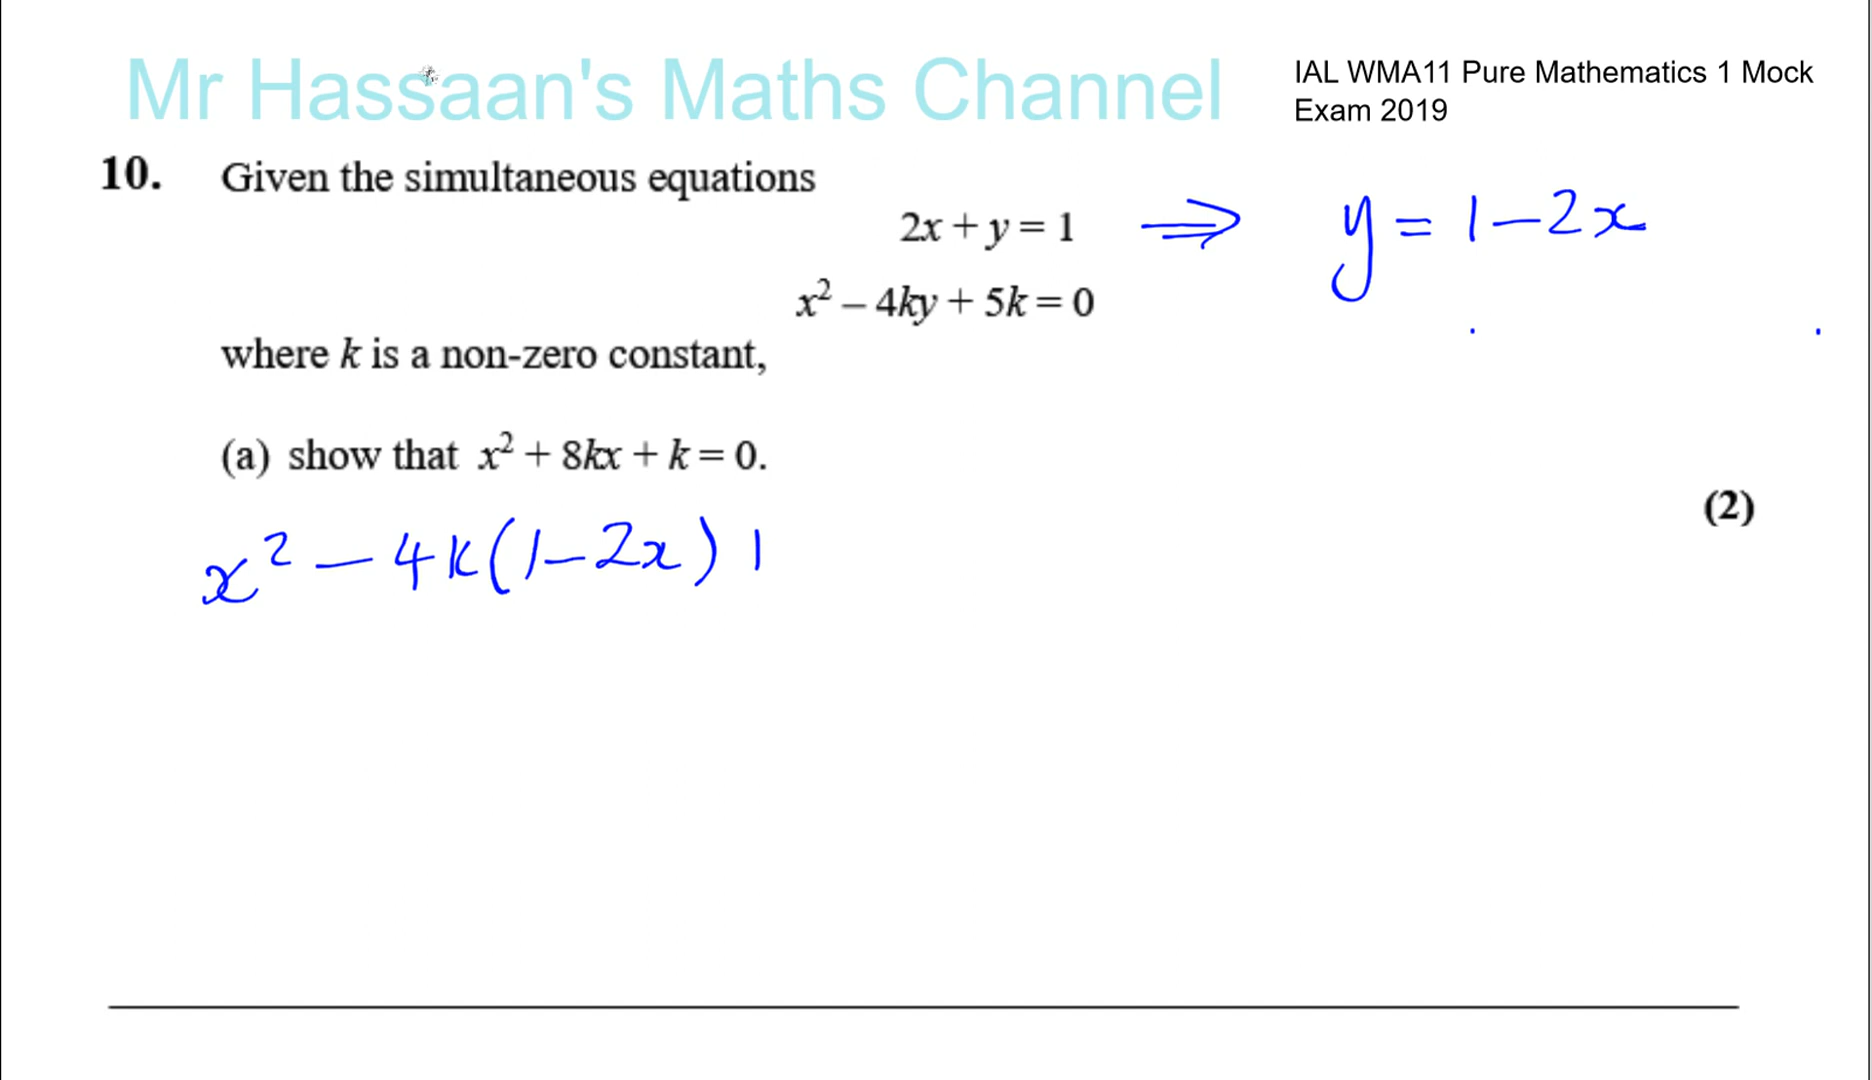 Mr Hassaan's Maths Channel
IAL WMA11 Pure Mathematics 1 Mock
Exam 2019
10. Given the simultaneous equations
2x + y = 1 ⇒ y = 1 - 2x
x² – 4ky + 5k = 0
where k is a non-zero constant,
(a) show that x² + 8kx + k = 0.
(2)
x² - 4k(1 - 2x)